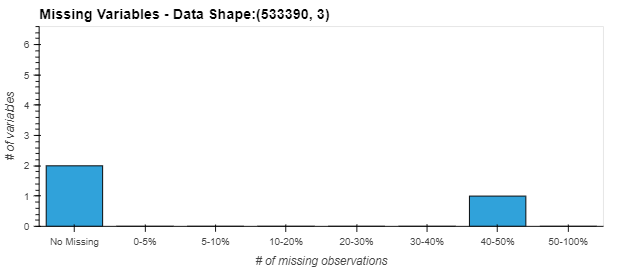 Missing Variables - Data Shape:(533390, 3)
# of variables
6
5
4
3
2
1
0
No Missing 0-5% 5-10% 10-20% 20-30% 30-40% 40-50% 50-100%
# of missing observations